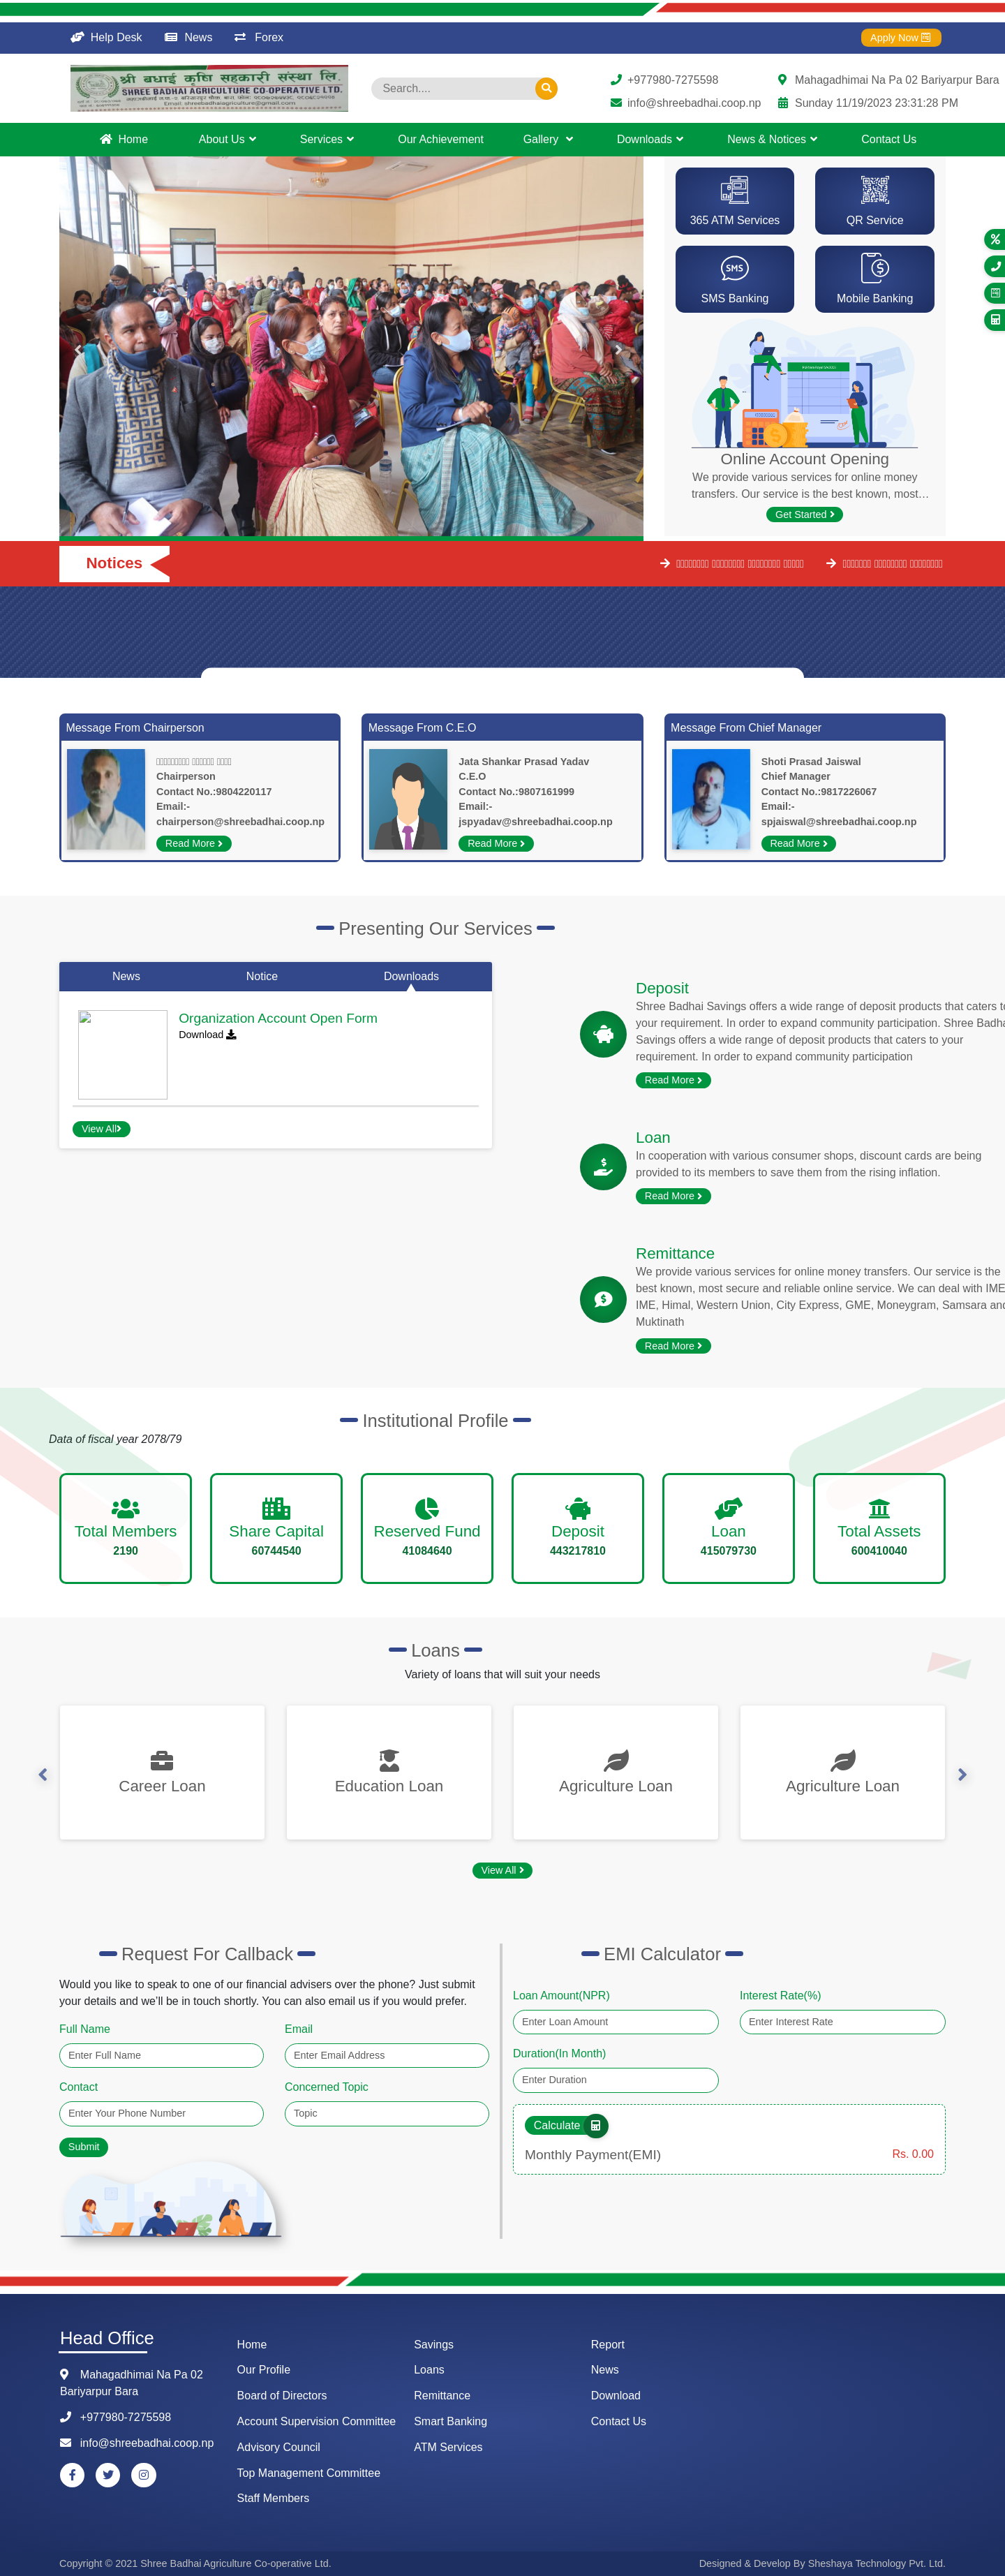 Help Desk
News
Forex
Apply Now
श्री बधाई कृषि सहकारी संस्था लि.
SHREE BADHAI AGRICULTURE CO-OPERATIVE LTD.
Email: shreebadhaiagriculture@gmail.com
Search....
+977980-7275598
Mahagadhimai Na Pa 02 Bariyarpur Bara
info@shreebadhai.coop.np
Sunday 11/19/2023 23:31:28 PM
Home
About Us
Services
Our Achievement
Gallery
Downloads
News & Notices
Contact Us
365 ATM Services
QR Service
SMS
SMS Banking
Mobile Banking
Online Account Opening
We provide various services for online money
transfers. Our service is the best known, most…
Get Started
Notices
Message From Chairperson
Chairperson
Contact No.:9804220117
Email:-
chairperson@shreebadhai.coop.np
Read More
Message From C.E.O
Jata Shankar Prasad Yadav
C.E.O
Contact No.:9807161999
Email:-
jspyadav@shreebadhai.coop.np
Read More
Message From Chief Manager
Shoti Prasad Jaiswal
Chief Manager
Contact No.:9817226067
Email:-
spjaiswal@shreebadhai.coop.np
Read More
Presenting Our Services
News
Notice
Downloads
Organization Account Open Form
Download
View All
Deposit
Shree Badhai Savings offers a wide range of deposit products that caters to
your requirement. In order to expand community participation. Shree Badha
Savings offers a wide range of deposit products that caters to your
requirement. In order to expand community participation
Read More
Loan
In cooperation with various consumer shops, discount cards are being
provided to its members to save them from the rising inflation.
Read More
Remittance
We provide various services for online money transfers. Our service is the
best known, most secure and reliable online service. We can deal with IME
IME, Himal, Western Union, City Express, GME, Moneygram, Samsara and
Muktinath
Read More
Institutional Profile
Data of fiscal year 2078/79
Total Members
2190
Share Capital
60744540
Reserved Fund
41084640
Deposit
443217810
Loan
415079730
Total Assets
600410040
Loans
Variety of loans that will suit your needs
Career Loan
Education Loan
Agriculture Loan
Agriculture Loan
View All
Request For Callback
Would you like to speak to one of our financial advisers over the phone? Just submit
your details and we’ll be in touch shortly. You can also email us if you would prefer.
Full Name
Email
Enter Full Name
Enter Email Address
Contact
Concerned Topic
Enter Your Phone Number
Topic
Submit
EMI Calculator
Loan Amount(NPR)
Interest Rate(%)
Enter Loan Amount
Enter Interest Rate
Duration(In Month)
Enter Duration
Calculate
Monthly Payment(EMI)
Rs. 0.00
Head Office
Mahagadhimai Na Pa 02
Bariyarpur Bara
+977980-7275598
info@shreebadhai.coop.np
Home
Our Profile
Board of Directors
Account Supervision Committee
Advisory Council
Top Management Committee
Staff Members
Savings
Loans
Remittance
Smart Banking
ATM Services
Report
News
Download
Contact Us
Copyright © 2021 Shree Badhai Agriculture Co-operative Ltd.
Designed & Develop By Sheshaya Technology Pvt. Ltd.